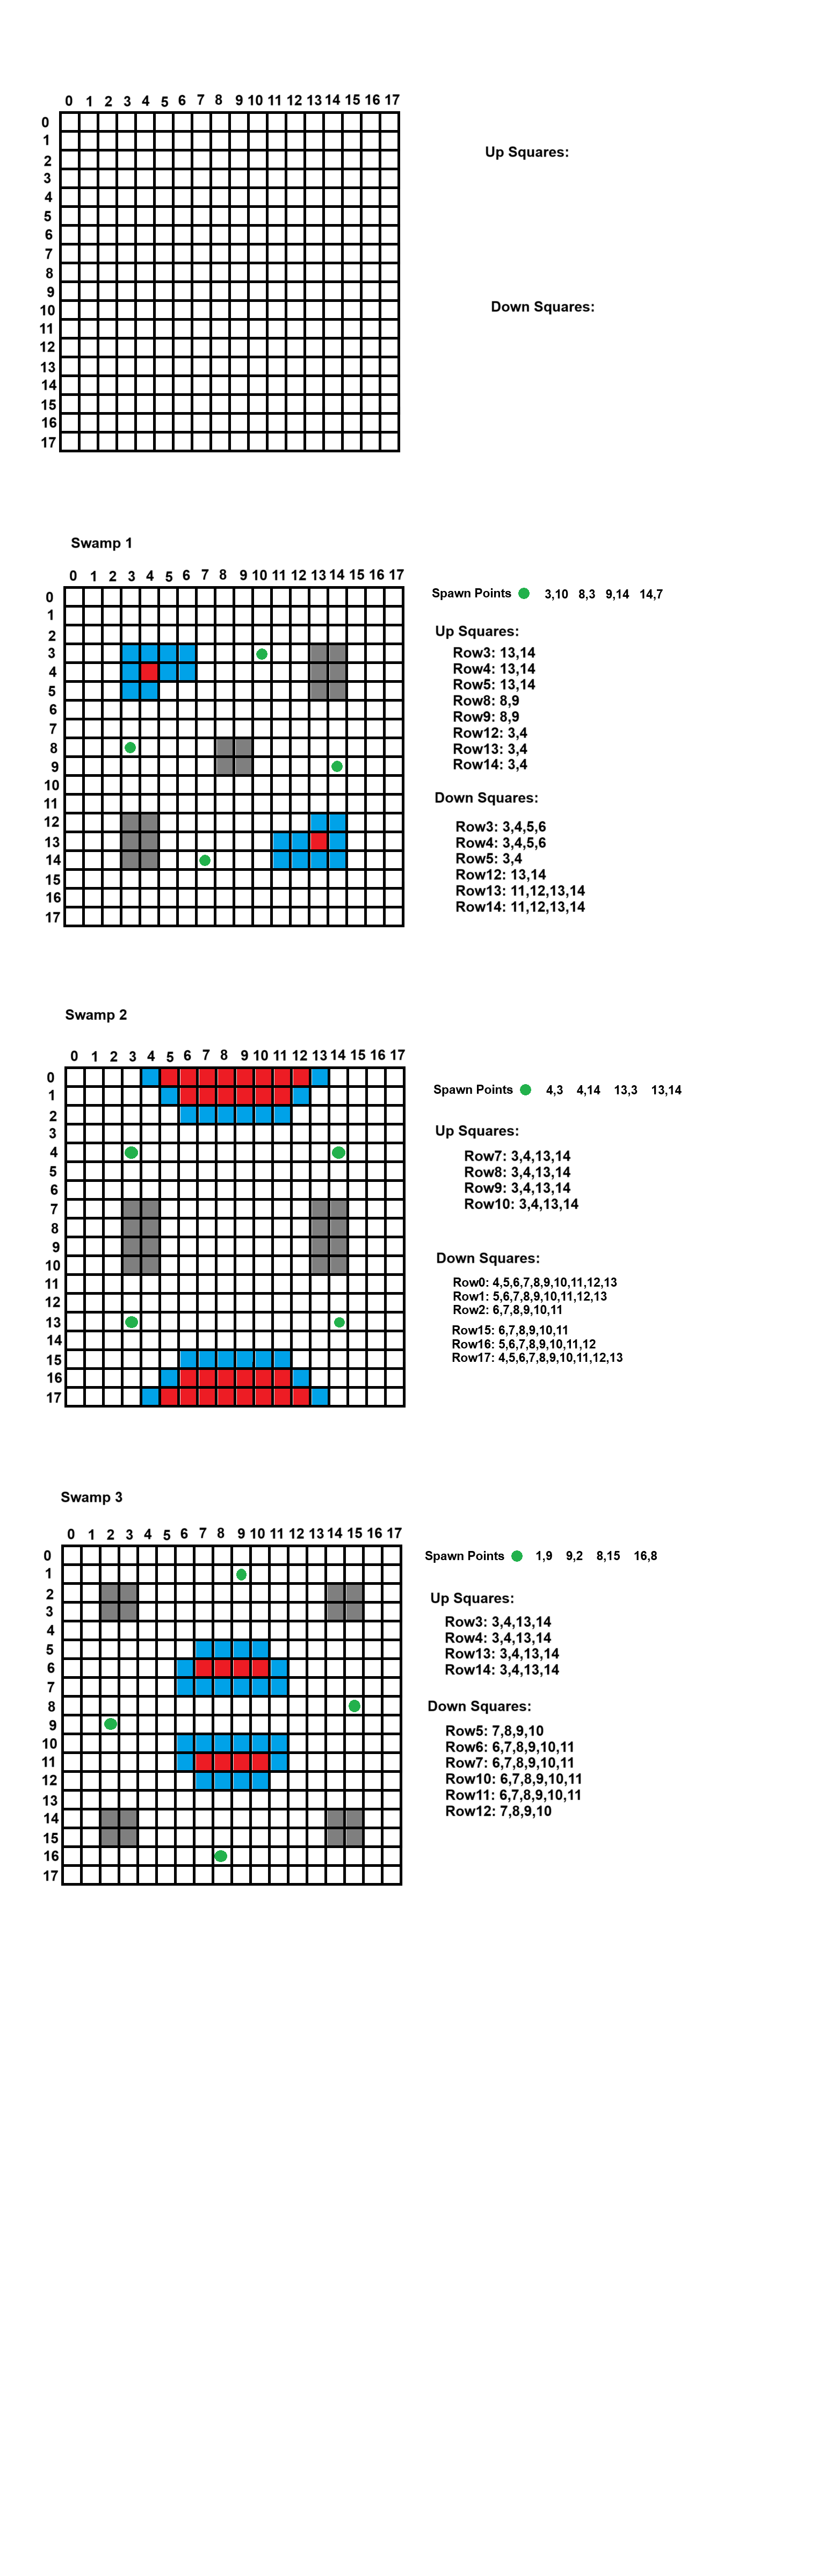 0 1 2 3 4 5 6 7 8 9 10 11 12 13 14 15 16 17
0
1
2
3
4
5
6
7
8
9
10
11
12
13
14
15
16
17
Up Squares:
Down Squares:
Swamp 1
0 1 2 3 4 5 6 7 8 9 10 11 12 13 14 15 16 17
0
1
2
3
4
5
6
7
8
9
10
11
12
13
14
15
16
17
Spawn Points 3,10 8,3 9,14 14,7
Up Squares:
Row3: 13,14
Row4: 13,14
Row5: 13,14
Row8: 8,9
Row9: 8,9
Row12: 3,4
Row13: 3,4
Row14: 3,4
Down Squares:
Row3: 3,4,5,6
Row4: 3,4,5,6
Row5: 3,4
Row12: 13,14
Row13: 11,12,13,14
Row14: 11,12,13,14
Swamp 2
0 1 2 3 4 5 6 7 8 9 10 11 12 13 14 15 16 17
0
1
2
3
4
5
6
7
8
9
10
11
12
13
14
15
16
17
Spawn Points 4,3 4,14 13,3 13,14
Up Squares:
Row7: 3,4,13,14
Row8: 3,4,13,14
Row9: 3,4,13,14
Row10: 3,4,13,14
Down Squares:
Row0: 4,5,6,7,8,9,10,11,12,13
Row1: 5,6,7,8,9,10,11,12,13
Row2: 6,7,8,9,10,11
Row15: 6,7,8,9,10,11
Row16: 5,6,7,8,9,10,11,12
Row17: 4,5,6,7,8,9,10,11,12,13
Swamp 3
0 1 2 3 4 5 6 7 8 9 10 11 12 13 14 15 16 17
0
1
2
3
4
5
6
7
8
9
10
11
12
13
14
15
16
17
Spawn Points 1,9 9,2 8,15 16,8
Up Squares:
Row3: 3,4,13,14
Row4: 3,4,13,14
Row13: 3,4,13,14
Row14: 3,4,13,14
Down Squares:
Row5: 7,8,9,10
Row6: 6,7,8,9,10,11
Row7: 6,7,8,9,10,11
Row10: 6,7,8,9,10,11
Row11: 6,7,8,9,10,11
Row12: 7,8,9,10